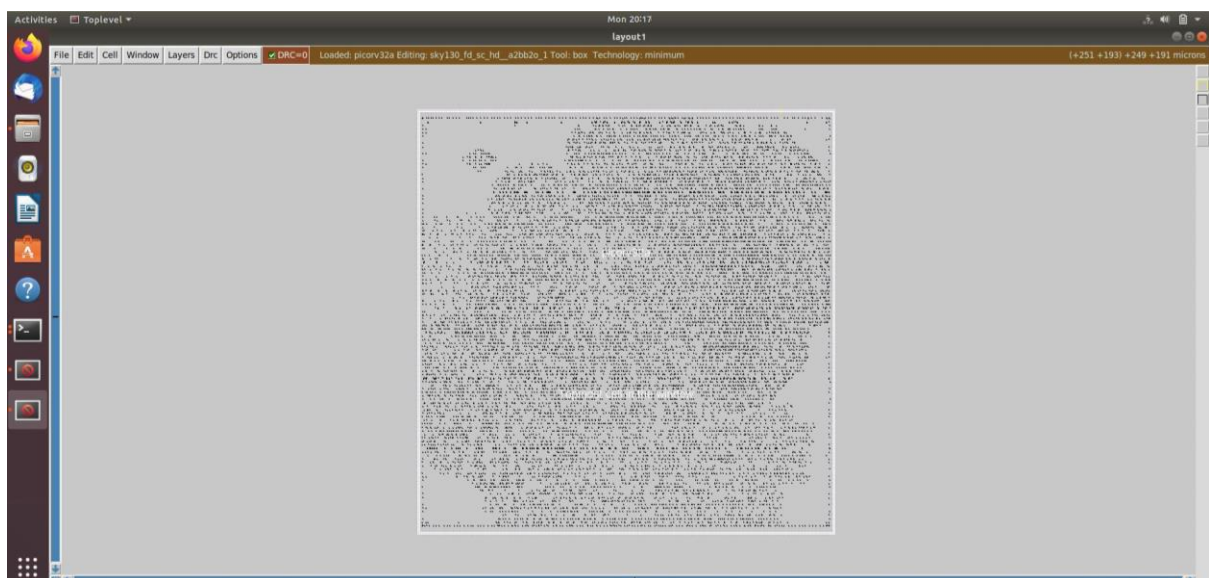 Activities Toplevel Mon 20:17
layout1
File Edit Cell Window Layers Drc Options DRC=0 Loaded: picorv32a Editing: sky130_fd_sc_hd__a2bb2o_1 Tool: box Technology: minimum (+251 +193) +249 +191 microns